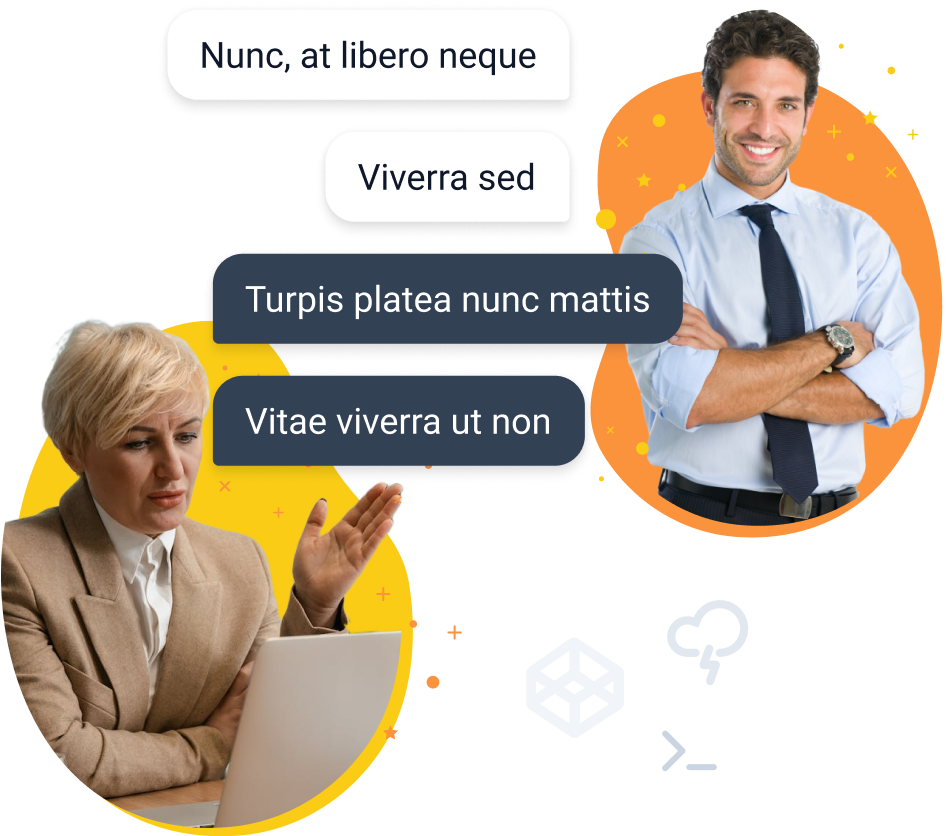 Nunc, at libero neque
Viverra sed
Turpis platea nunc mattis
Vitae viverra ut non